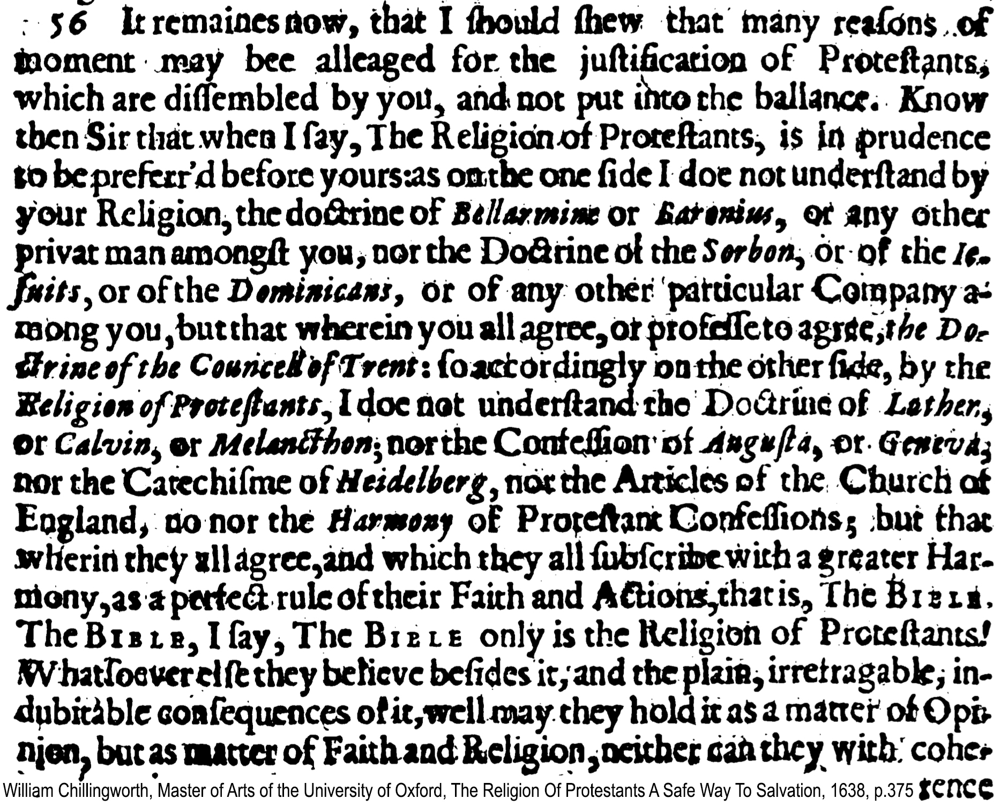 56 It remaines now, that I ſhould ſhew that many reaſons of
moment may bee alleaged for the juſtification of Proteſtants,
which are diſſembled by you, and not put into the ballance. Know
then Sir that when I ſay, The Religion of Proteſtants, is in prudence
to be preferr'd before yours: as on the one ſide I doe not underſtand by
your Religion, the doctrine of Bellarmine or Baronius, or any other
privat man amongſt you, nor the Doctrine of the Sorbon, or of the Ie-
ſuits, or of the Dominicans, or of any other particular Company a-
mong you, but that wherein you all agree, or profeſſe to agree, the Do-
ctrine of the Councell of Trent: ſo accordingly on the other ſide, by the
Religion of Proteſtants, I doe not underſtand the Doctrine of Luther,
or Calvin, or Melancthon; nor the Confeſſion of Auguſta, or Geneva,
nor the Catechiſme of Heidelberg, nor the Articles of the Church of
England, no nor the Harmony of Proteſtant Confeſſions; but that
wherin they all agree, and which they all ſubſcribe with a greater Har-
mony, as a perfect rule of their Faith and Actions, that is, The BIBLE.
The BIBLE, I ſay, The BIBLE only is the Religion of Proteſtants!
Whatſoever elſe they believe beſides it, and the plain, irrefragable, in-
dubitable conſequences of it, well may they hold it as a matter of Opi-
nion, but as matter of Faith and Religion, neither can they with cohe-
rence
William Chillingworth, Master of Arts of the University of Oxford, The Religion Of Protestants A Safe Way To Salvation, 1638, p.375